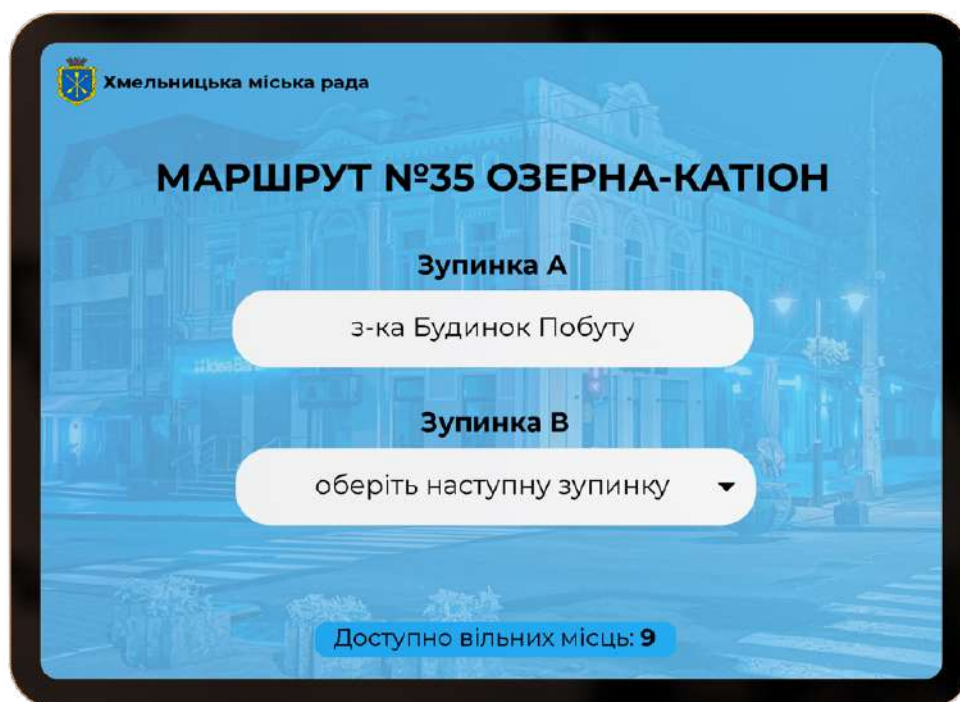 Хмельницька міська рада
МАРШРУТ №35 ОЗЕРНА-КАТІОН
Зупинка А
з-ка Будинок Побуту
Зупинка В
оберіть наступну зупинку
Доступно вільних місць: 9